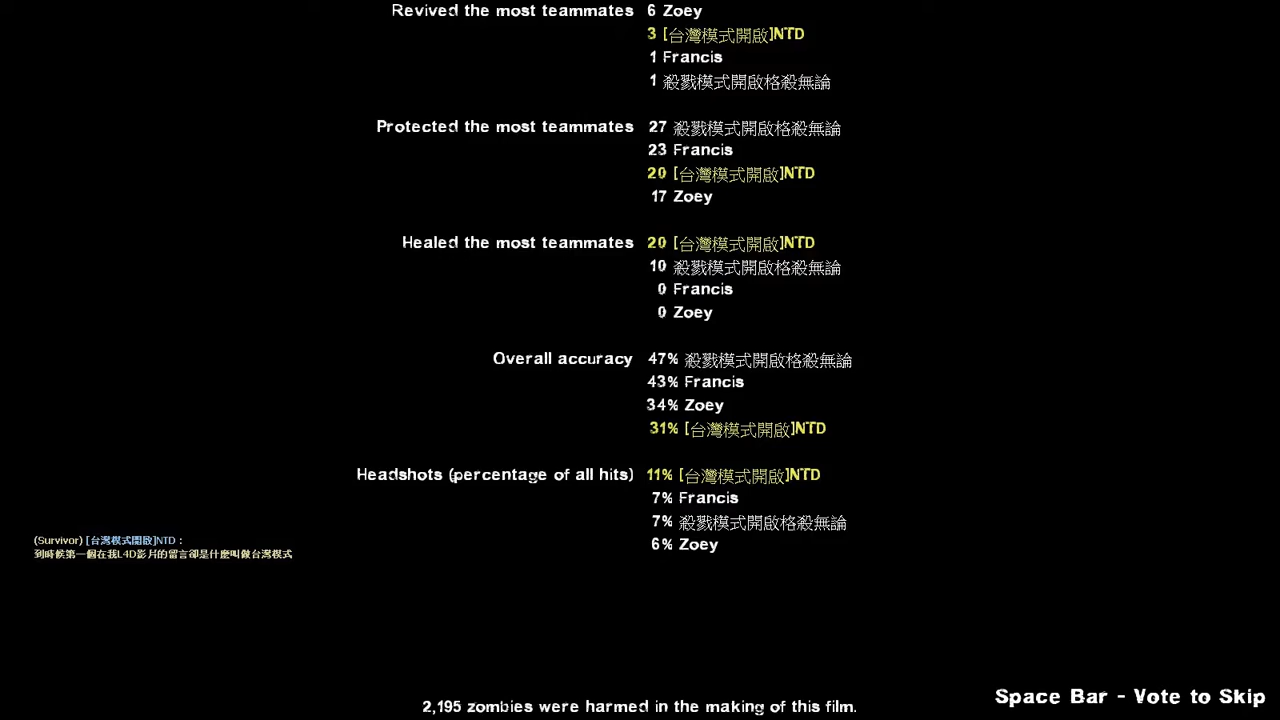 Revived the most teammates 6 Zoey
3 [台灣模式開啟]NTD
1 Francis
1 殺戮模式開啟格殺無論
Protected the most teammates 27 殺戮模式開啟格殺無論
23 Francis
20 [台灣模式開啟]NTD
17 Zoey
Healed the most teammates 20 [台灣模式開啟]NTD
10 殺戮模式開啟格殺無論
0 Francis
0 Zoey
Overall accuracy 47% 殺戮模式開啟格殺無論
43% Francis
34% Zoey
31% [台灣模式開啟]NTD
Headshots (percentage of all hits) 11% [台灣模式開啟]NTD
7% Francis
7% 殺戮模式開啟格殺無論
6% Zoey
(Survivor) [台灣模式開啟]NTD :
到時候第一個在我L4D影片的留言卻是什麼叫做台灣模式
Space Bar - Vote to Skip
2,195 zombies were harmed in the making of this film.